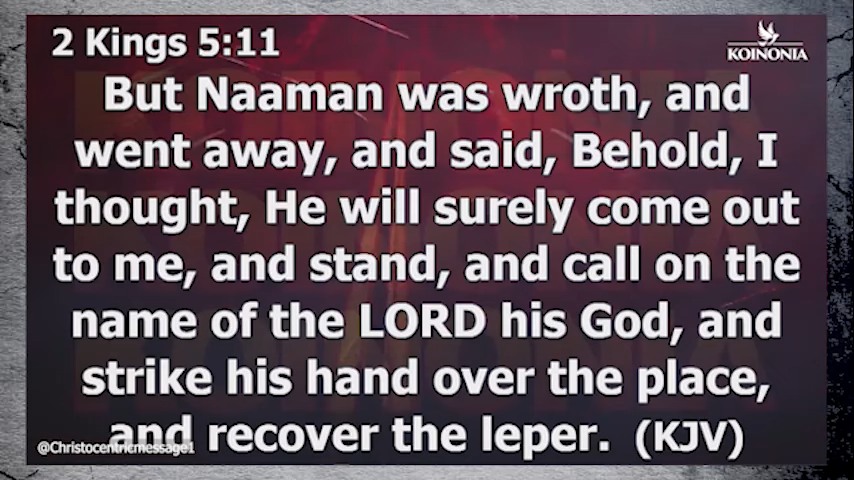 2 Kings 5:11
KOINONIA
But Naaman was wroth, and
went away, and said, Behold, I
thought, He will surely come out
to me, and stand, and call on the
name of the LORD his God, and
strike his hand over the place,
and recover the leper. (KJV)
@Christocentricmessage1